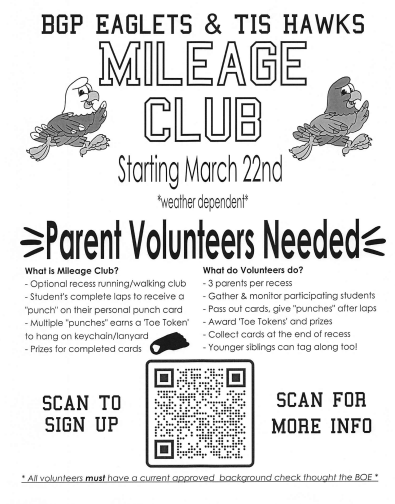 BGP EAGLETS & TIS HAWKS
MILEAGE
CLUB
Starting March 22nd
*weather dependent*
Parent Volunteers Needed
What is Mileage Club?
- Optional recess running/walking club
- Student's complete laps to receive a
"punch" on their personal punch card
- Multiple "punches" earns a 'Toe Token'
to hang on keychain/lanyard
- Prizes for completed cards
What do Volunteers do?
- 3 parents per recess
- Gather & monitor participating students
- Pass out cards, give "punches" after laps
- Award 'Toe Tokens' and prizes
- Collect cards at the end of recess
- Younger siblings can tag along too!
SCAN TO
SIGN UP
SCAN FOR
MORE INFO
* All volunteers must have a current approved background check thought the BOE *